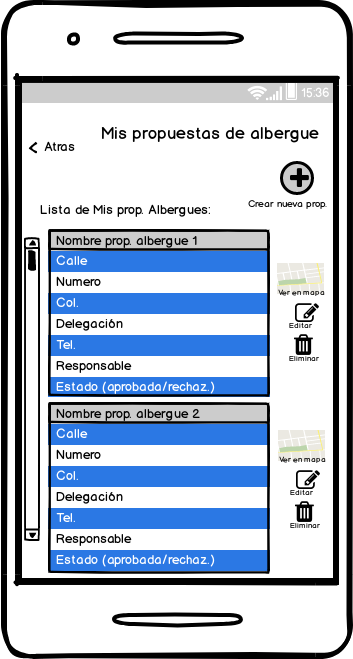 15:36
Mis propuestas de albergue
Atras
Crear nueva prop.
Lista de Mis prop. Albergues:
Nombre prop. albergue 1
Calle
Numero
Col.
Delegación
Tel.
Responsable
Estado (aprobada/rechaz.)
Ver en mapa
Editar
Eliminar
Nombre prop. albergue 2
Calle
Numero
Col.
Delegación
Tel.
Responsable
Estado (aprobada/rechaz.)
Ver en mapa
Editar
Eliminar